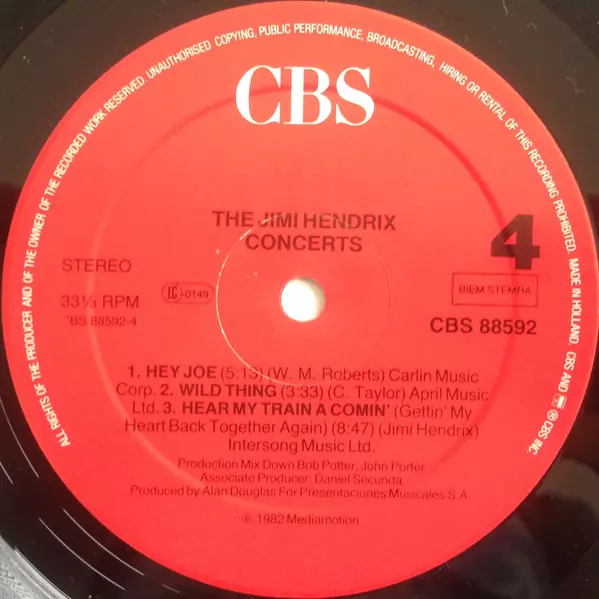 ALL RIGHTS OF THE PRODUCER AND OF THE OWNER OF THE RECORDED WORK RESERVED. UNAUTHORISED COPYING, PUBLIC PERFORMANCE, BROADCASTING, HIRING OR RENTAL OF THIS RECORDING PROHIBITED. MADE IN HOLLAND. CBS AND ℗ CBS INC.
CBS
THE JIMI HENDRIX
CONCERTS
4
STEREO
33⅓ RPM
BS 88592-4
LC-0149
BIEM STEMRA
CBS 88592
1. HEY JOE (5:13) (W. M. Roberts) Carlin Music
Corp. 2. WILD THING (3:33) (C. Taylor) April Music
Ltd. 3. HEAR MY TRAIN A COMIN' (Gettin' My
Heart Back Together Again) (8:47) (Jimi Hendrix)
Intersong Music Ltd.
Production Mix Down Bob Potter, John Porter
Associate Producer: Daniel Secunda
Produced by Alan Douglas For Presentaciones Musicales S.A.
℗ 1982 Mediamotion